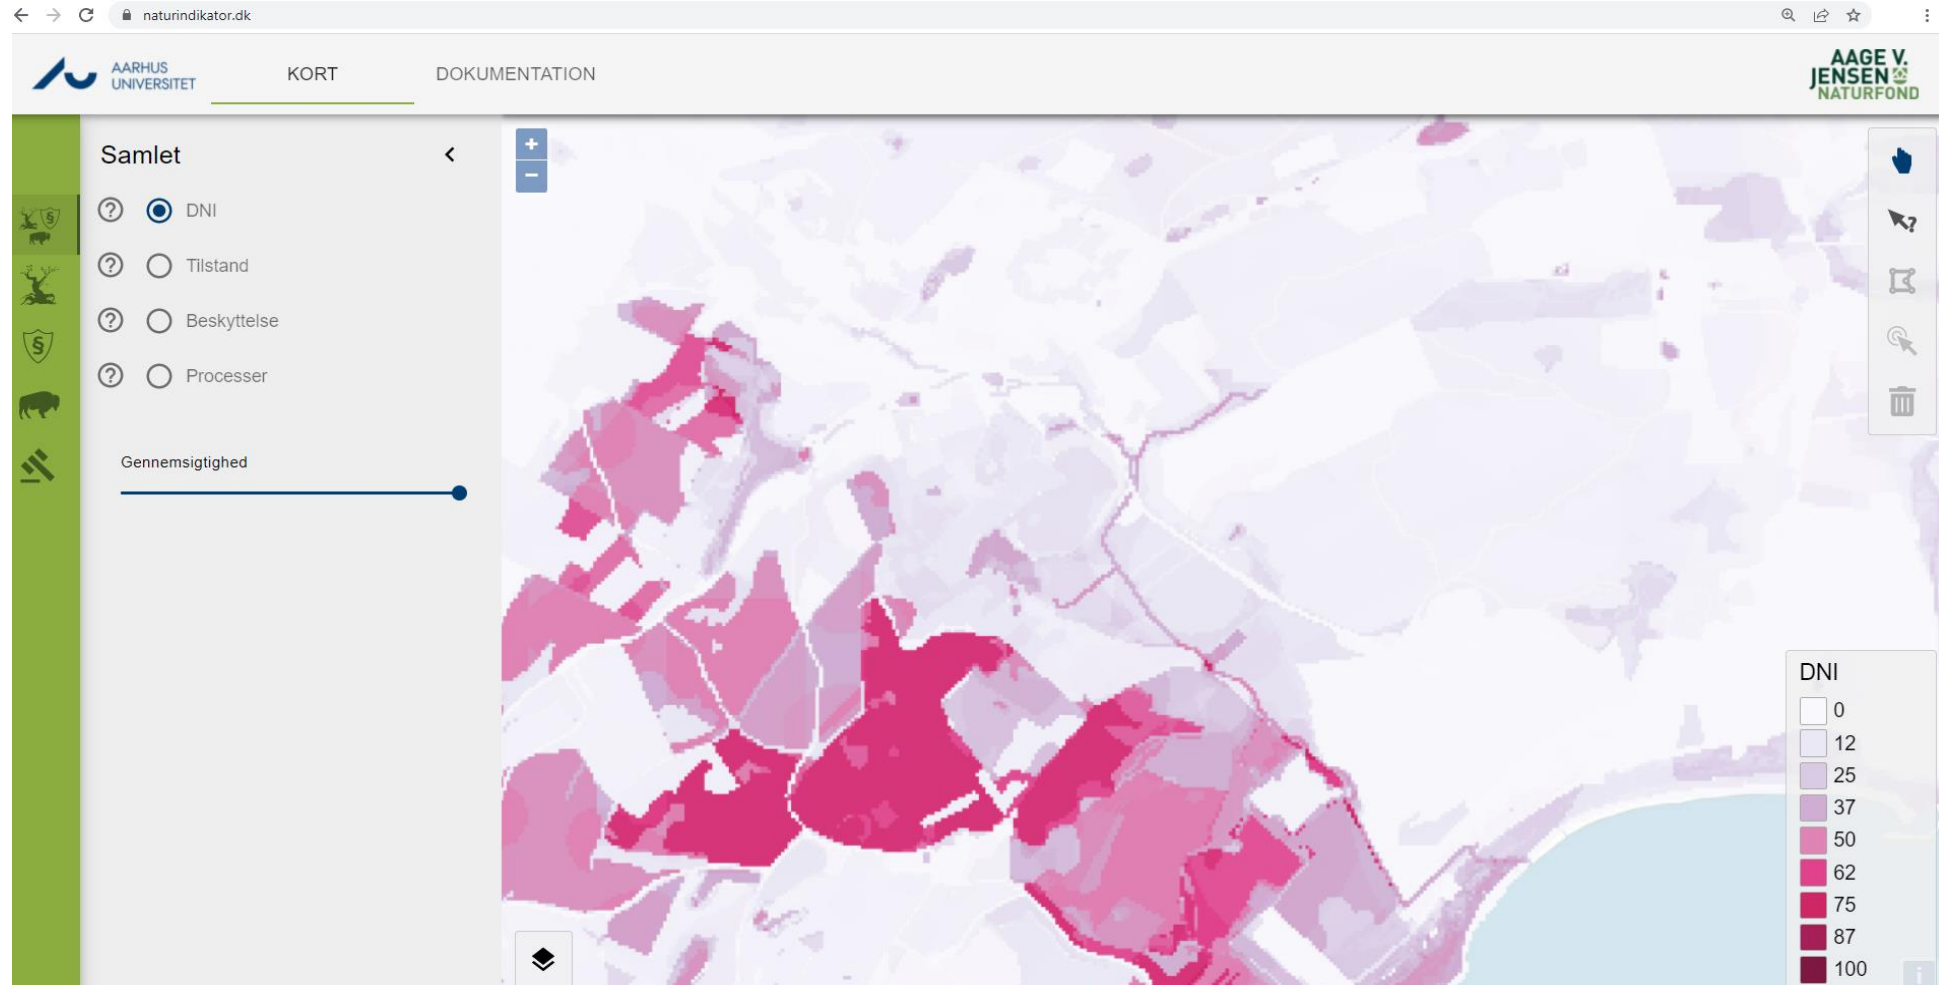 naturindikator.dk
AARHUS
UNIVERSITET
KORT
DOKUMENTATION
AAGE V.
JENSEN
NATURFOND
Samlet
? DNI
? Tilstand
? Beskyttelse
? Processer
Gennemsigtighed
§
§
+
−
?
DNI
0
12
25
37
50
62
75
87
100
i